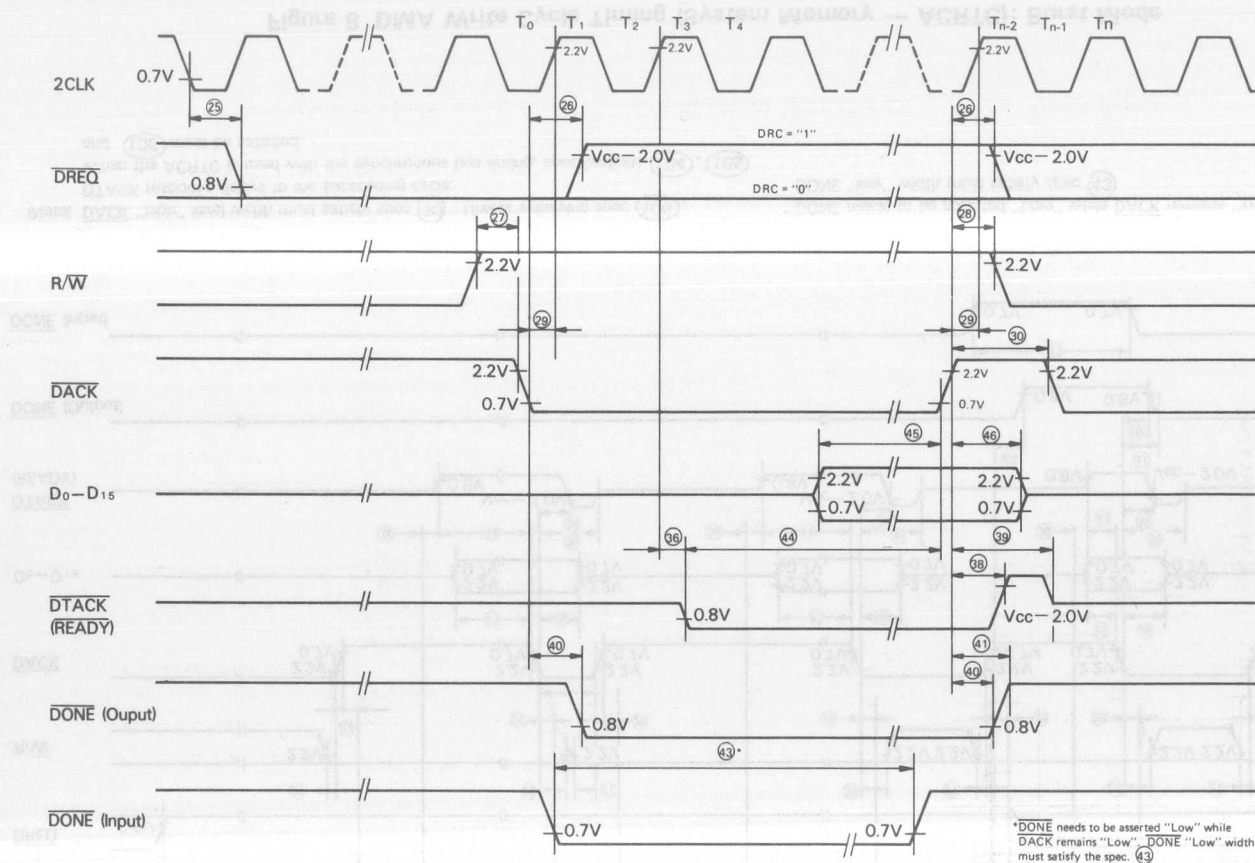 T0 T1 T2 T3 T4 Tn-2 Tn-1 Tn
2CLK
0.7V
2.2V
2.2V
2.2V
㉕
㉖
㉖
DREQ
0.8V
Vcc−2.0V
DRC = "1"
DRC = "0"
Vcc−2.0V
㉗
㉘
R/W
2.2V
2.2V
㉙
㉙
㉚
DACK
2.2V
0.7V
2.2V
0.7V
2.2V
㊺
㊻
D0−D15
2.2V
0.7V
2.2V
0.7V
㊱
㊹
㊴
㊳
DTACK
(READY)
0.8V
Vcc−2.0V
㊵
㊶
㊵
DONE (Ouput)
0.8V
0.8V
㊸*
DONE (Input)
0.7V
0.7V
*DONE needs to be asserted "Low" while
DACK remains "Low". DONE "Low" width
must satisfy the spec. ㊸